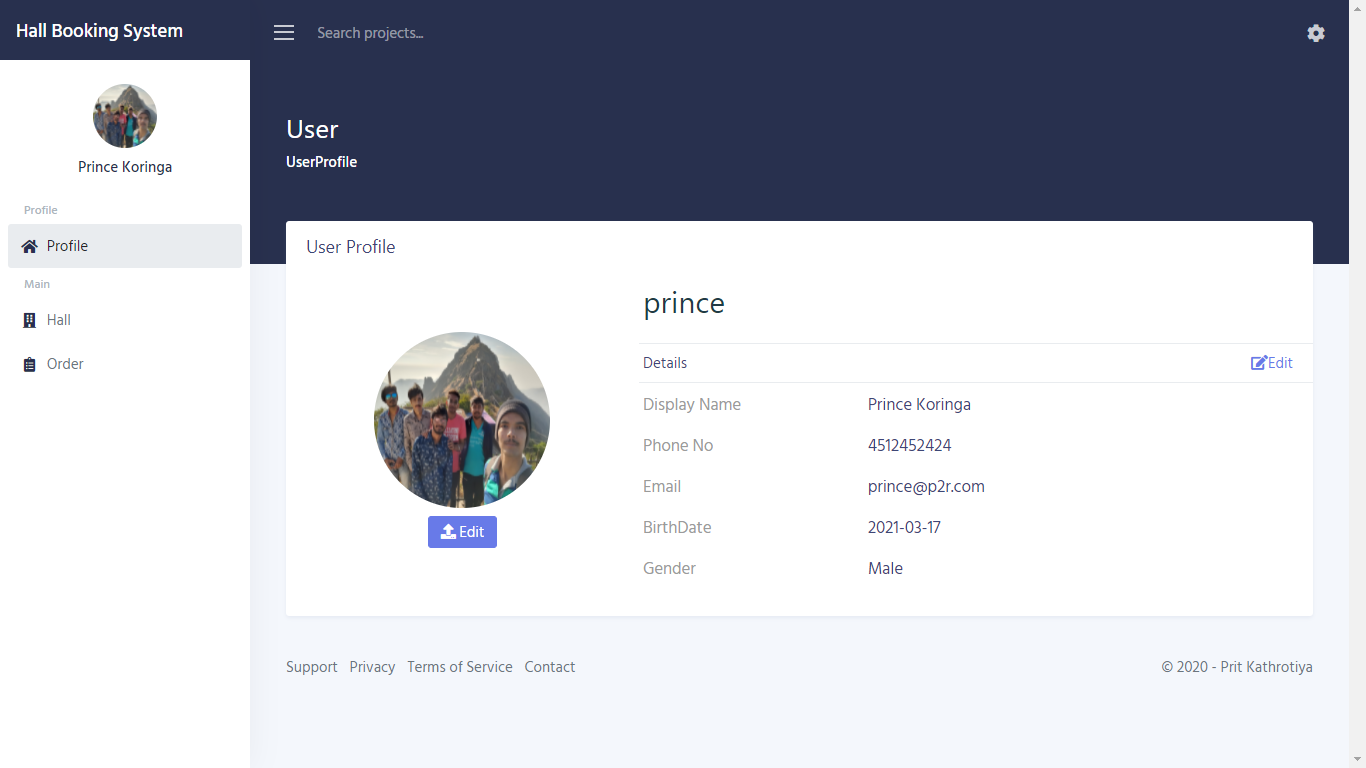 Hall Booking System
Search projects...
Prince Koringa
Profile
Profile
Main
Hall
Order
User
UserProfile
User Profile
prince
Details Edit
Display Name Prince Koringa
Phone No 4512452424
Email prince@p2r.com
BirthDate 2021-03-17
Gender Male
Edit
Support Privacy Terms of Service Contact © 2020 - Prit Kathrotiya